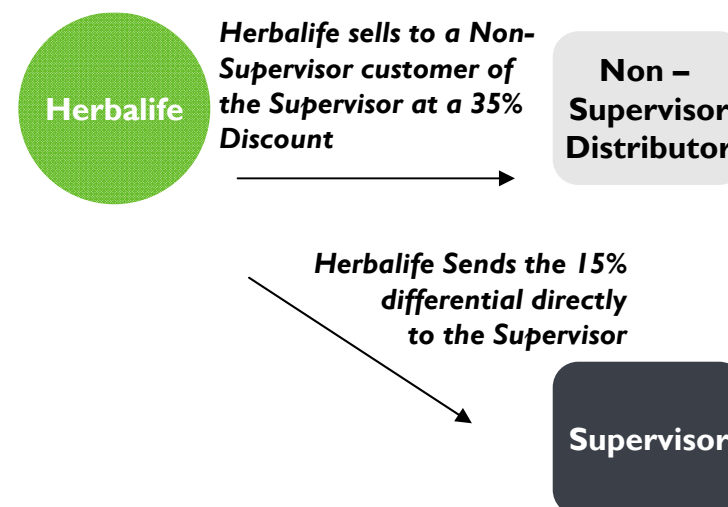 Herbalife
Herbalife sells to a Non-
Supervisor customer of
the Supervisor at a 35%
Discount
Non –
Supervisor
Distributor
Herbalife Sends the 15%
differential directly
to the Supervisor
Supervisor